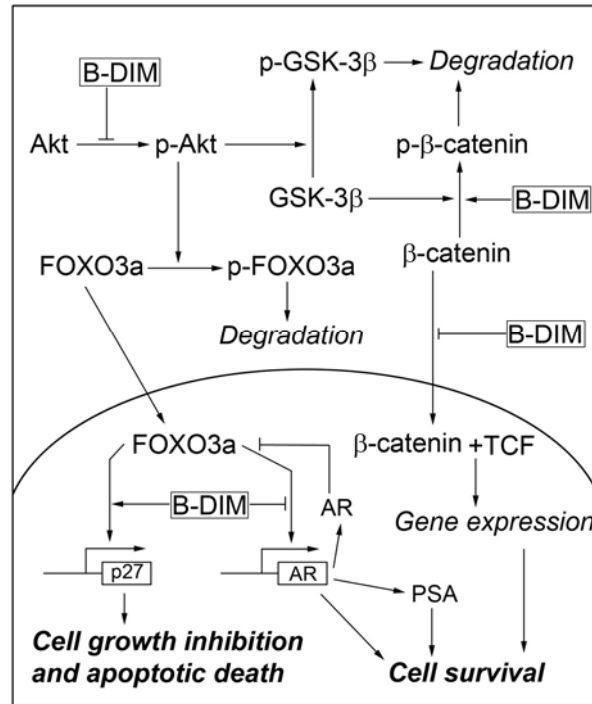 B-DIM
p-GSK-3β
Degradation
Akt
p-Akt
p-β-catenin
GSK-3β
B-DIM
FOXO3a
p-FOXO3a
β-catenin
Degradation
B-DIM
FOXO3a
β-catenin +TCF
B-DIM
AR
Gene expression
p27
AR
PSA
Cell growth inhibition
and apoptotic death
Cell survival